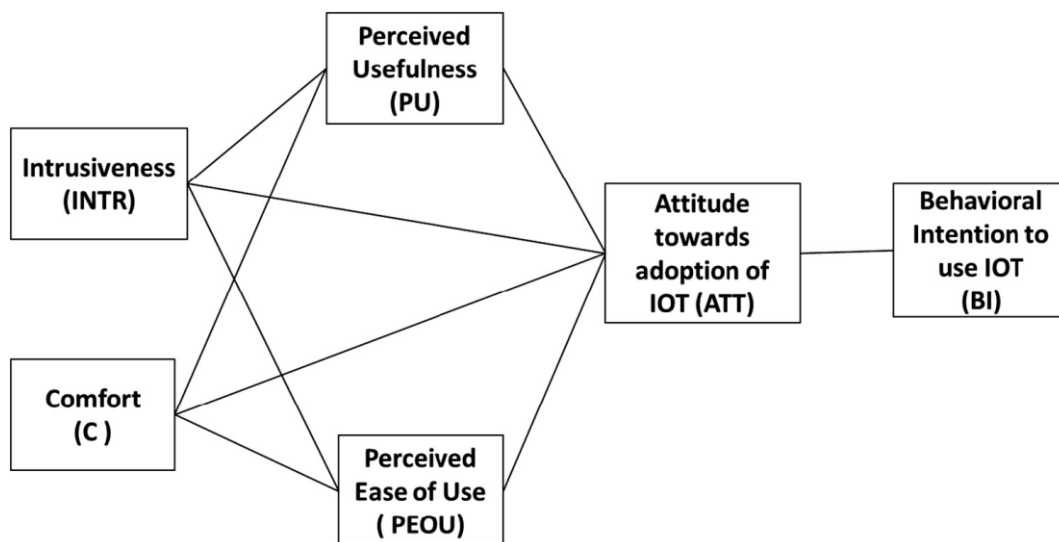 Perceived
Usefulness
(PU)
Intrusiveness
(INTR)
Attitude
towards
adoption of
IOT (ATT)
Behavioral
Intention to
use IOT
(BI)
Comfort
(C )
Perceived
Ease of Use
( PEOU)